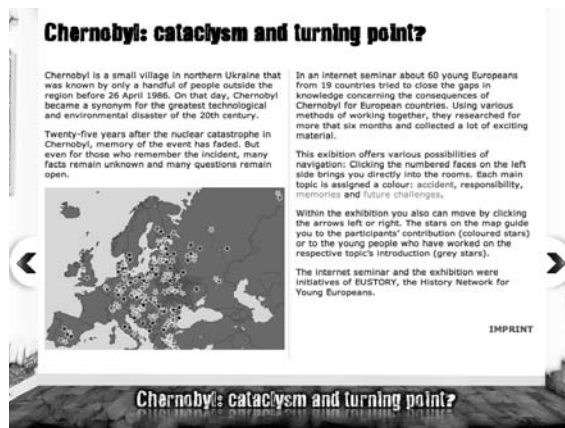 Chernobyl: cataclysm and turning point?
Chernobyl is a small village in northern Ukraine that
was known by only a handful of people outside the
region before 26 April 1986. On that day, Chernobyl
became a synonym for the greatest technological
and environmental disaster of the 20th century.
Twenty-five years after the nuclear catastrophe in
Chernobyl, memory of the event has faded. But
even for those who remember the incident, many
facts remain unknown and many questions remain
open.
In an internet seminar about 60 young Europeans
from 19 countries tried to close the gaps in
knowledge concerning the consequences of
Chernobyl for European countries. Using various
methods of working together, they researched for
more that six months and collected a lot of exciting
material.
This exibition offers various possibilities of
navigation: Clicking the numbered faces on the left
side brings you directly into the rooms. Each main
topic is assigned a colour: accident, responsibility,
memories and future challenges.
Within the exhibition you also can move by clicking
the arrows left or right. The stars on the map guide
you to the participants' contribution (coloured stars)
or to the young people who have worked on the
respective topic's introduction (grey stars).
The internet seminar and the exhibition were
initiatives of EUSTORY, the History Network for
Young Europeans.
IMPRINT
Chernobyl: cataclysm and turning point?